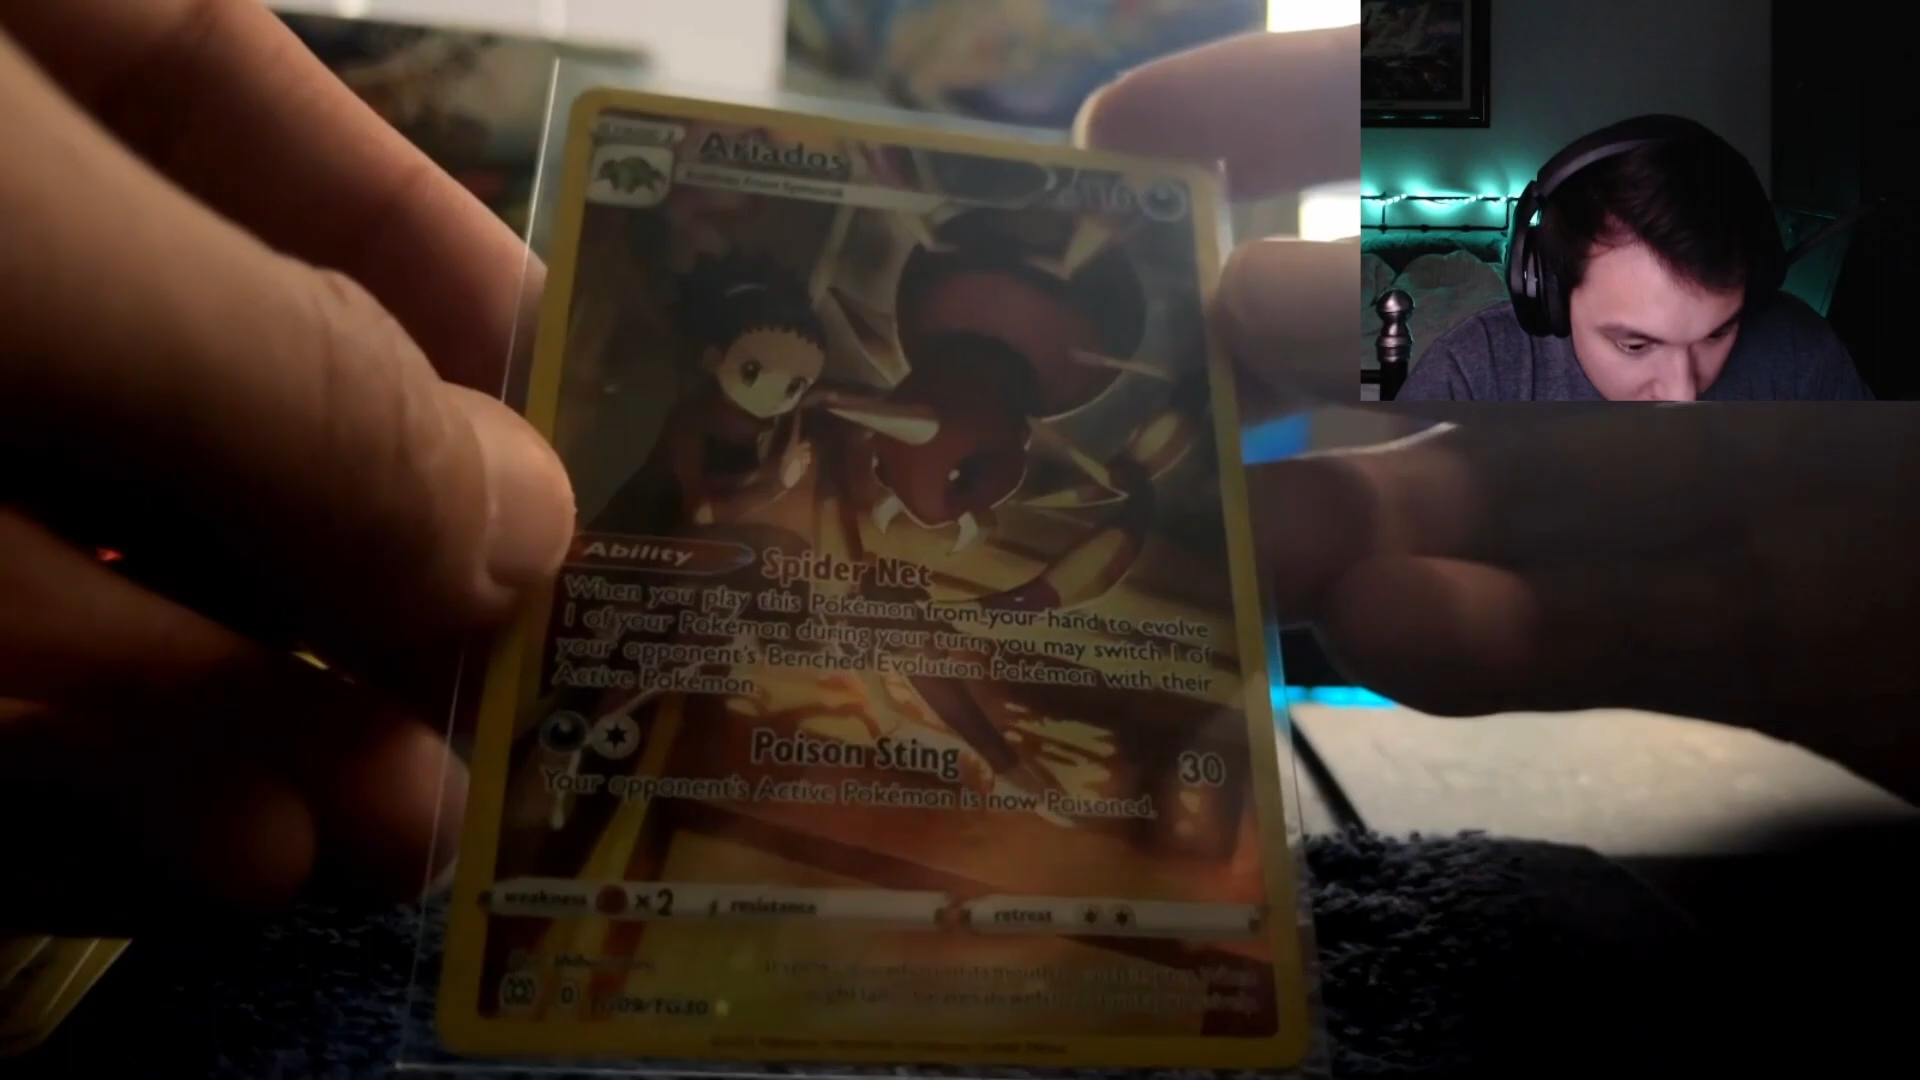 Ariados
Ability
Spider Net
When you play this Pokémon from your hand to evolve
1 of your Pokémon during your turn, you may switch 1 of
your opponent's Benched Evolution Pokémon with their
Active Pokémon.
Poison Sting 30
Your opponent's Active Pokémon is now Poisoned.
weakness ×2 resistance retreat
TG09/TG30